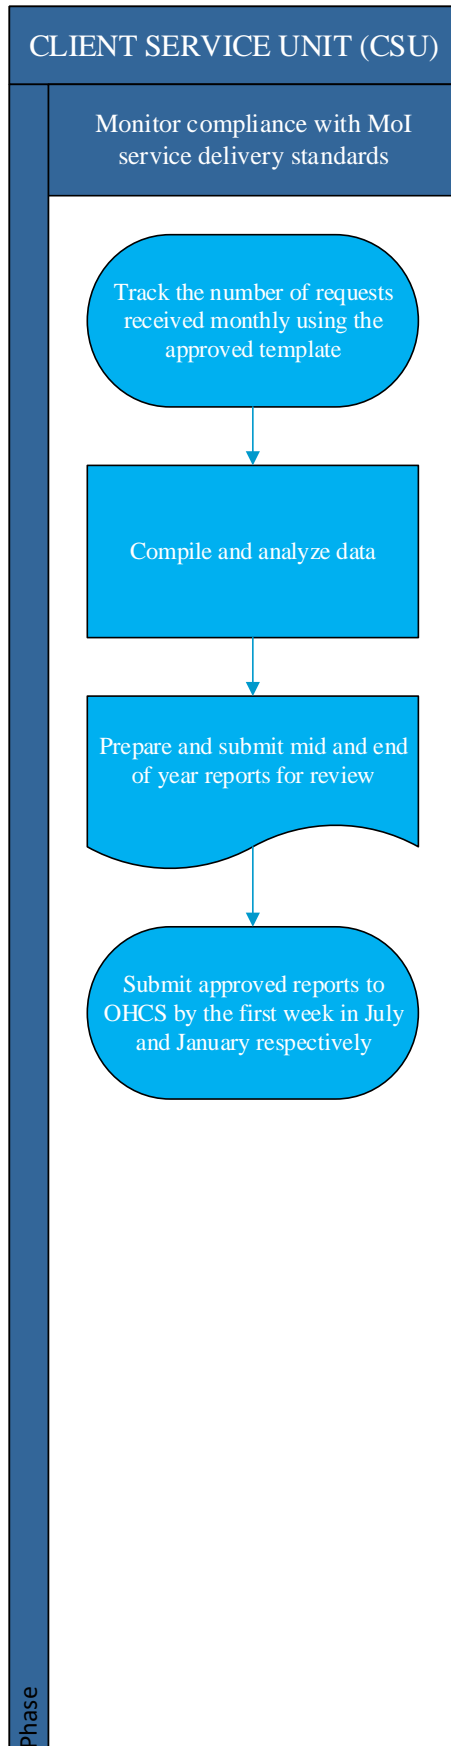 CLIENT SERVICE UNIT (CSU)
Monitor compliance with MoI
service delivery standards
Track the number of requests
received monthly using the
approved template
Compile and analyze data
Prepare and submit mid and end
of year reports for review
Submit approved reports to
OHCS by the first week in July
and January respectively
Phase